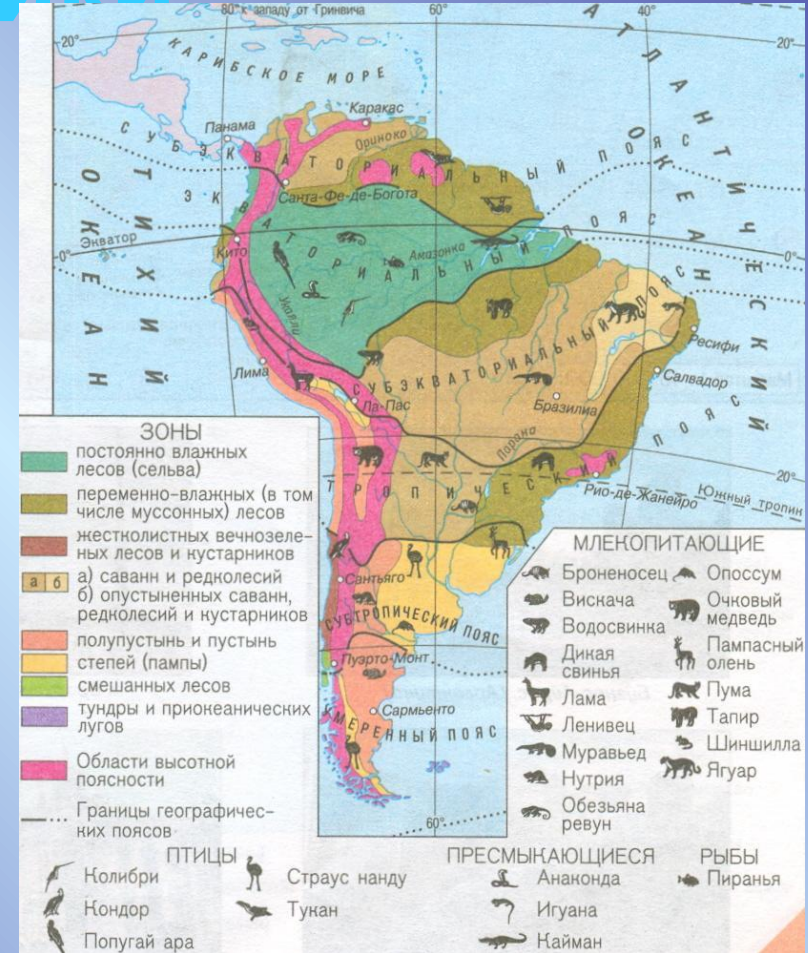 80° к западу от Гринвича
60°
40°
20°
20°
АТЛАНТИЧЕСКИЙ
ОКЕАН
КАРИБСКОЕ МОРЕ
Каракас
Панама
Ориноко
СУБЭКВАТОРИАЛЬНЫЙ ПОЯС
Санта-Фе-де-Богота
ТИХИЙ
ОКЕАН
ЭКВАТОРИАЛЬНЫЙ ПОЯС
Экватор
0°
0°
Кито
Амазонка
Укаяли
Лима
СУБЭКВАТОРИАЛЬНЫЙ ПОЯС
Ресифи
Салвадор
Ла-Пас
Бразилиа
Парана
20°
ТРОПИЧЕСКИЙ ПОЯС
Рио-де-Жанейро
Южный тропик
Сантьяго
СУБТРОПИЧЕСКИЙ ПОЯС
Пуэрто-Монт
Сармьенто
УМЕРЕННЫЙ ПОЯС
60°
ЗОНЫ
постоянно влажных
лесов (сельва)
переменно-влажных (в том
числе муссонных) лесов
жестколистных вечнозеле-
ных лесов и кустарников
а б
а) саванн и редколесий
б) опустыненных саванн,
редколесий и кустарников
полупустынь и пустынь
степей (пампы)
смешанных лесов
тундры и приокеанических
лугов
Области высотной
поясности
Границы географичес-
ких поясов
МЛЕКОПИТАЮЩИЕ
Броненосец
Вискача
Водосвинка
Дикая
свинья
Лама
Ленивец
Муравьед
Нутрия
Обезьяна
ревун
Опоссум
Очковый
медведь
Пампасный
олень
Пума
Тапир
Шиншилла
Ягуар
ПТИЦЫ
Колибри
Кондор
Попугай ара
Страус нанду
Тукан
ПРЕСМЫКАЮЩИЕСЯ
Анаконда
Игуана
Кайман
РЫБЫ
Пиранья